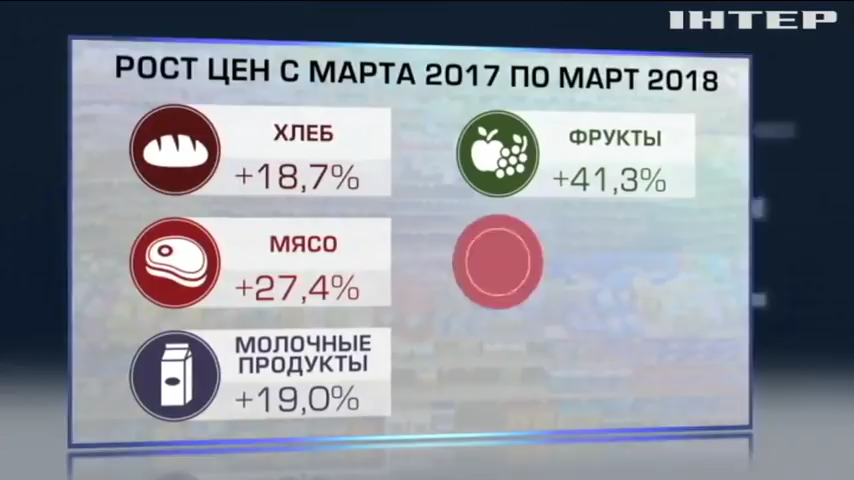 ІНТЕР
РОСТ ЦЕН С МАРТА 2017 ПО МАРТ 2018
ХЛЕБ
+18,7%
МЯСО
+27,4%
МОЛОЧНЫЕ
ПРОДУКТЫ
+19,0%
ФРУКТЫ
+41,3%